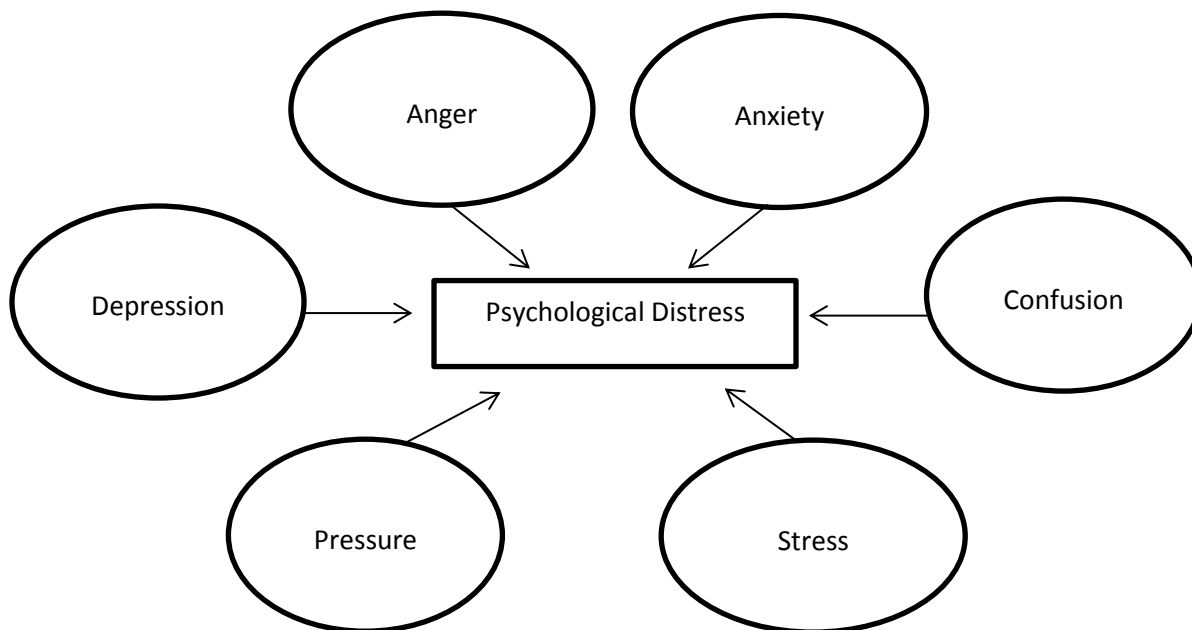 Anger
Anxiety
Depression
Psychological Distress
Confusion
Pressure
Stress